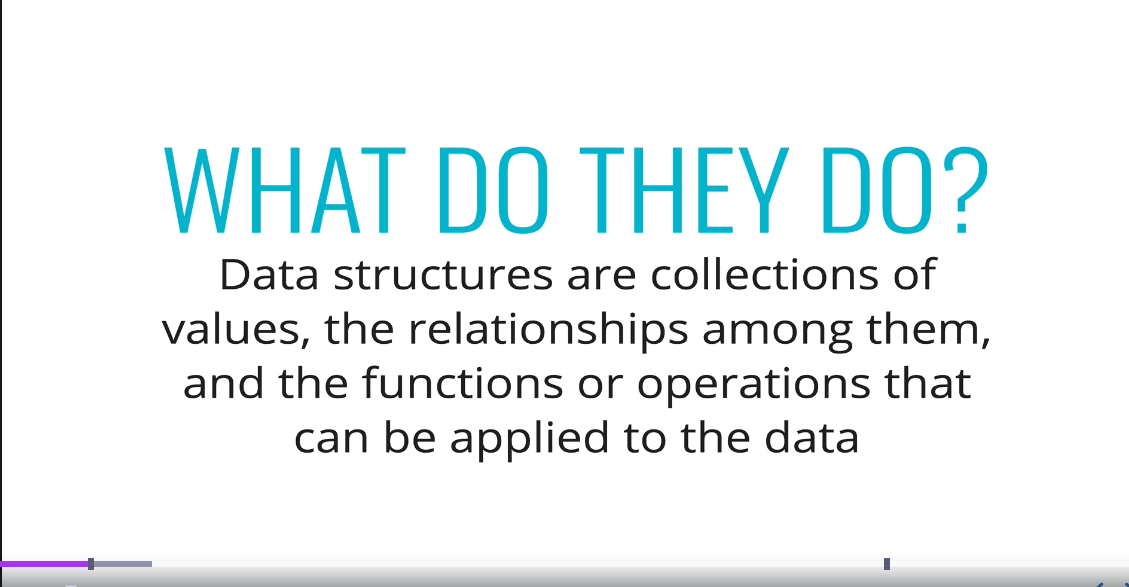 WHAT DO THEY DO?
Data structures are collections of
values, the relationships among them,
and the functions or operations that
can be applied to the data